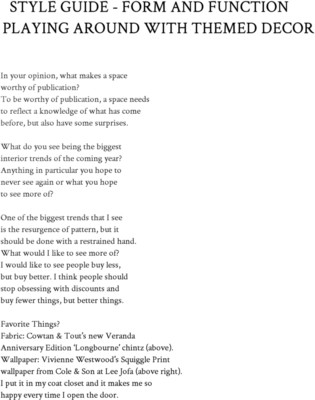 STYLE GUIDE - FORM AND FUNCTION
PLAYING AROUND WITH THEMED DECOR
In your opinion, what makes a space
worthy of publication?
To be worthy of publication, a space needs
to reflect a knowledge of what has come
before, but also have some surprises.
What do you see being the biggest
interior trends of the coming year?
Anything in particular you hope to
never see again or what you hope
to see more of?
One of the biggest trends that I see
is the resurgence of pattern, but it
should be done with a restrained hand.
What would I like to see more of?
I would like to see people buy less,
but buy better. I think people should
stop obsessing with discounts and
buy fewer things, but better things.
Favorite Things?
Fabric: Cowtan & Tout's new Veranda
Anniversary Edition 'Longbourne' chintz (above).
Wallpaper: Vivienne Westwood's Squiggle Print
wallpaper from Cole & Son at Lee Jofa (above right).
I put it in my coat closet and it makes me so
happy every time I open the door.